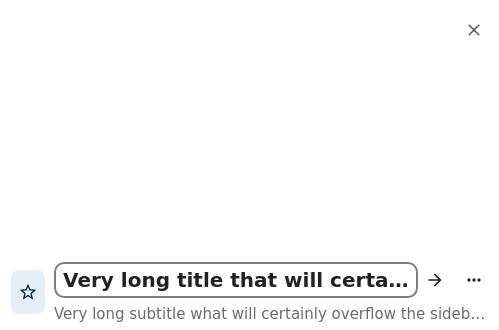 Very long title that will certa...
Very long subtitle what will certainly overflow the sideb...